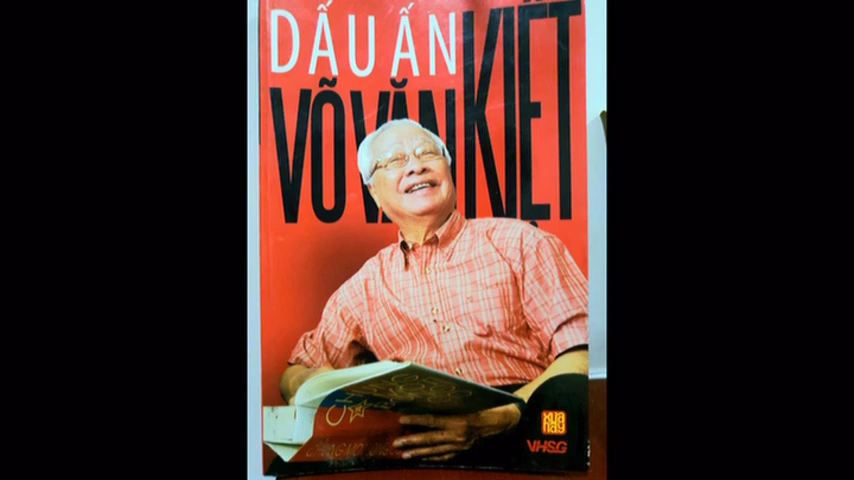 DẤU ẤN
VÕ VĂN KIỆT
XƯA
NAY
VHSG